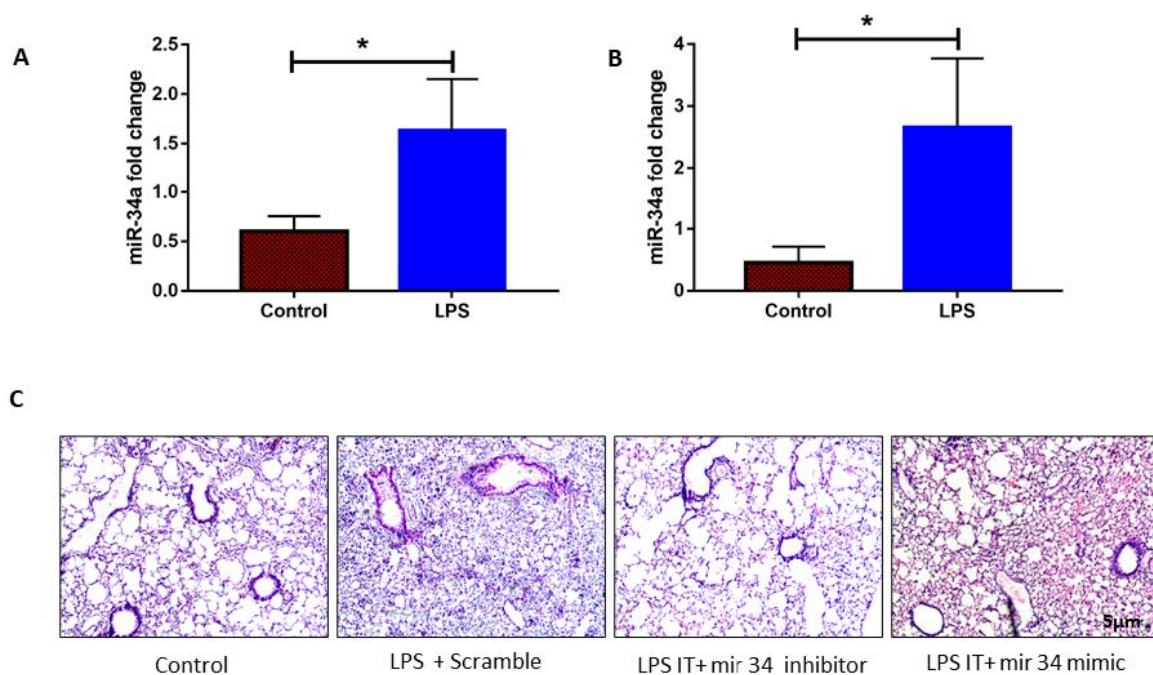 A
miR-34a fold change
2.5
2.0
1.5
1.0
0.5
0.0
*
Control
LPS
B
miR-34a fold change
4
3
2
1
0
*
Control
LPS
C
5µm
Control
LPS + Scramble
LPS IT+ mir 34 inhibitor
LPS IT+ mir 34 mimic